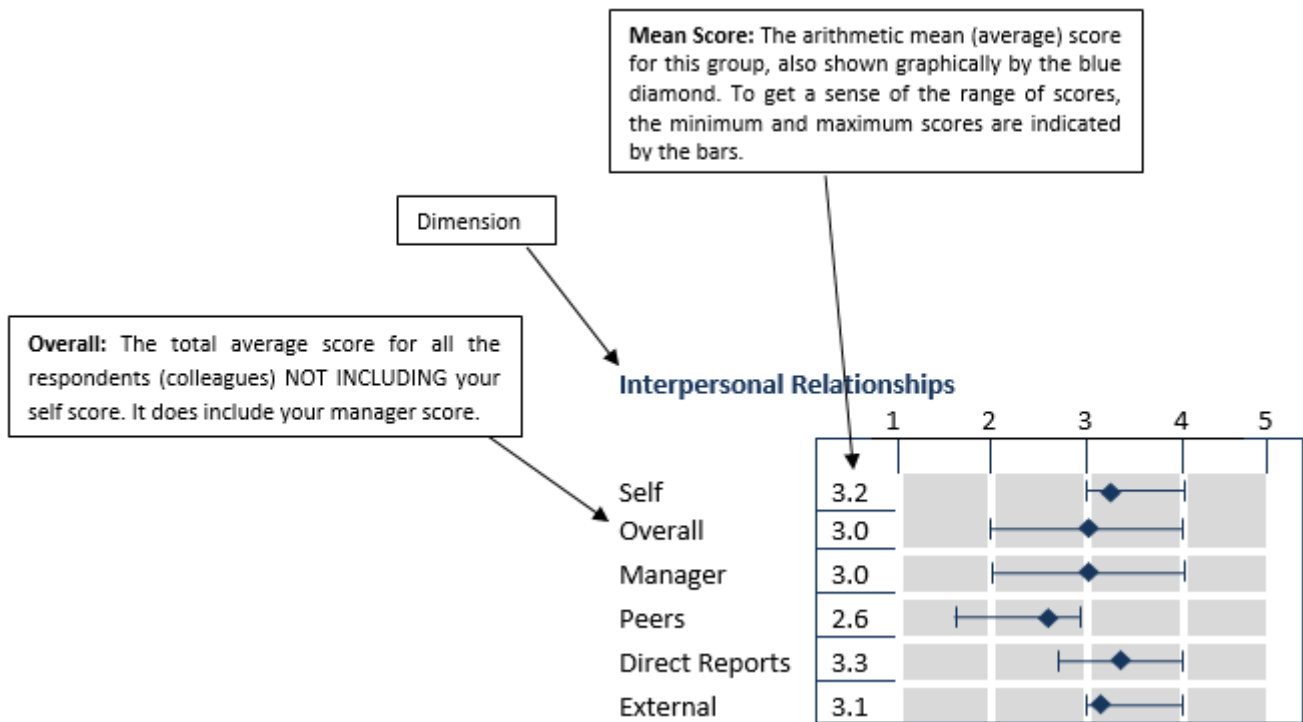 Mean Score: The arithmetic mean (average) score
for this group, also shown graphically by the blue
diamond. To get a sense of the range of scores,
the minimum and maximum scores are indicated
by the bars.
Dimension
Overall: The total average score for all the
respondents (colleagues) NOT INCLUDING your
self score. It does include your manager score.
Interpersonal Relationships
1 2 3 4 5
Self 3.2
Overall 3.0
Manager 3.0
Peers 2.6
Direct Reports 3.3
External 3.1